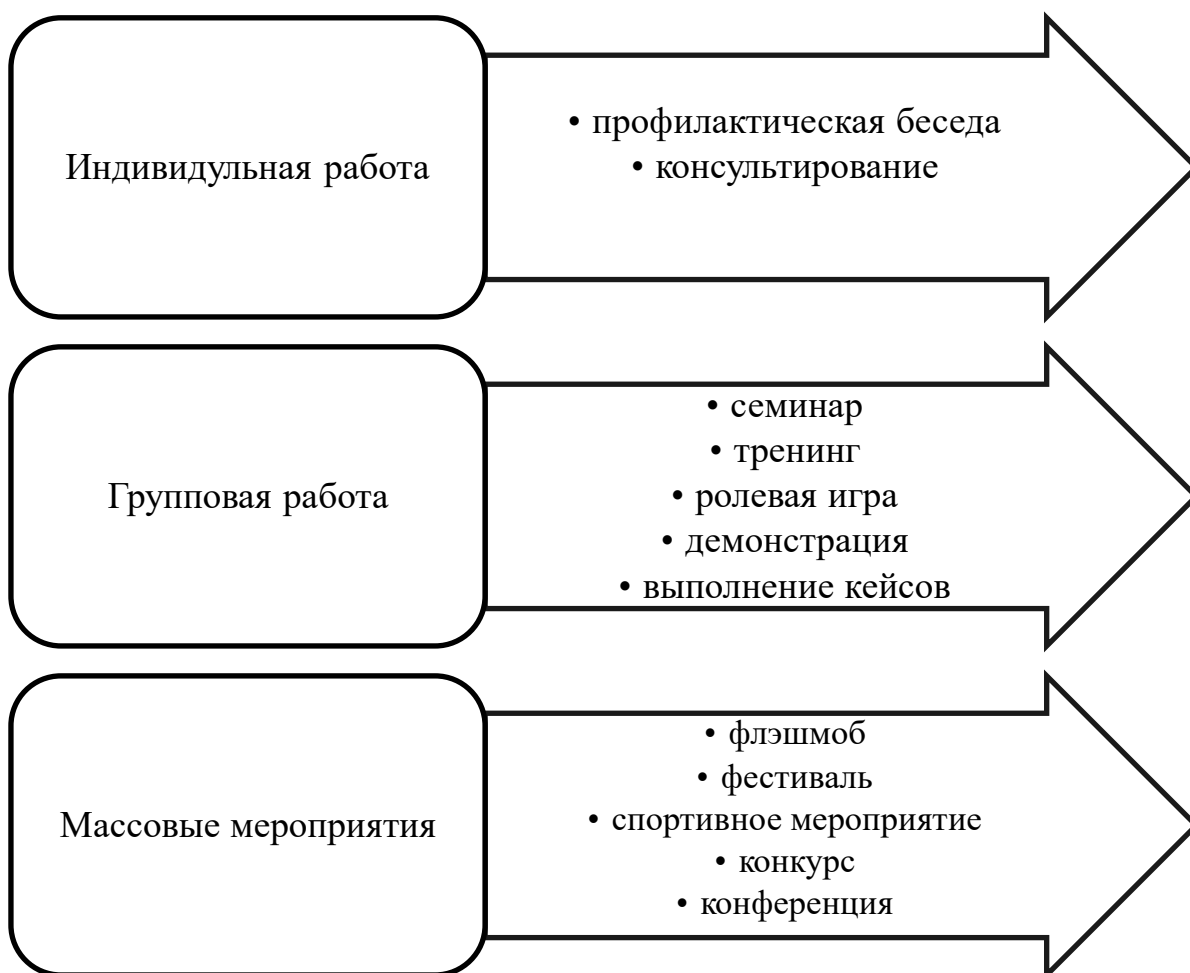 Индивидульная работа
• профилактическая беседа
• консультирование
Групповая работа
• семинар
• тренинг
• ролевая игра
• демонстрация
• выполнение кейсов
Массовые мероприятия
• флэшмоб
• фестиваль
• спортивное мероприятие
• конкурс
• конференция